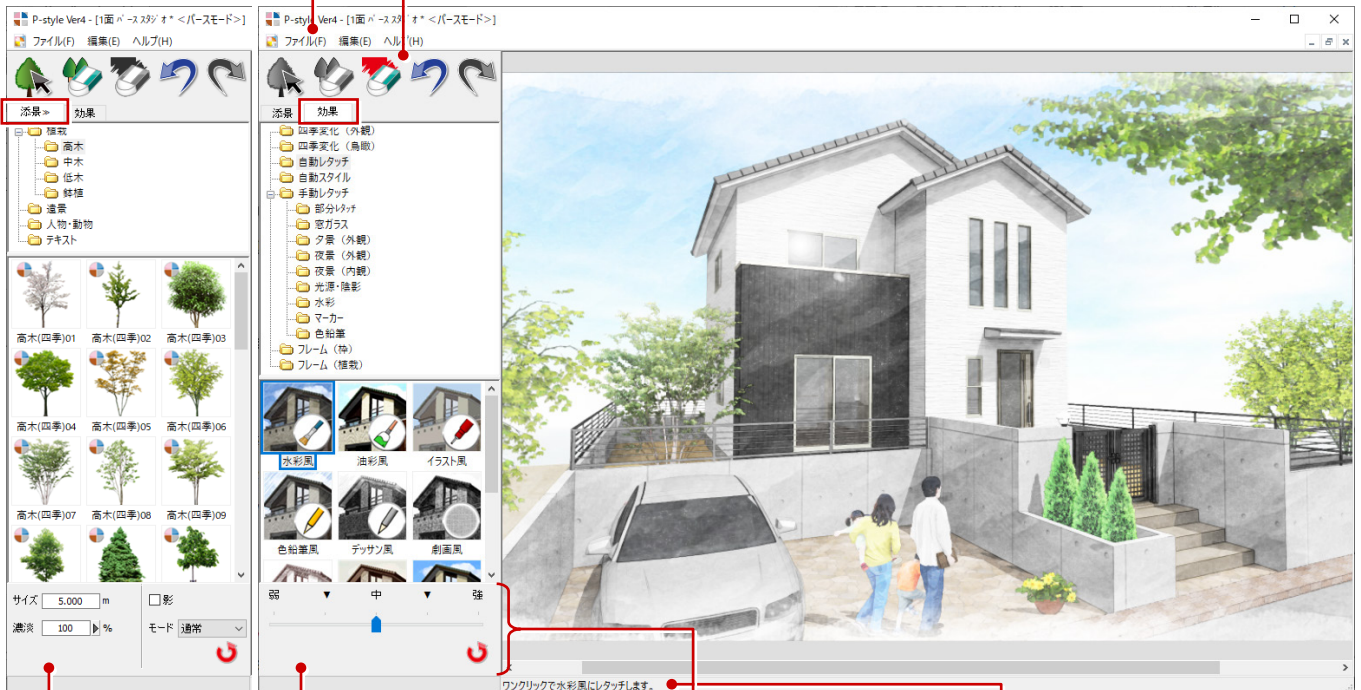 P-style Ver4 - [1面 ﾊﾟｰｽ ｽﾀｼﾞｵ * <パースモード>]
ファイル(F) 編集(E) ヘルプ(H)
添景≫ 効果
植栽
高木
中木
低木
鉢植
遠景
人物・動物
テキスト
高木(四季)01 高木(四季)02 高木(四季)03
高木(四季)04 高木(四季)05 高木(四季)06
高木(四季)07 高木(四季)08 高木(四季)09
サイズ 5.000 m 影
濃淡 100 % モード 通常
P-style Ver4 - [1面 ﾊﾟｰｽ ｽﾀｼﾞｵ * <パースモード>]
ファイル(F) 編集(E) ヘルプ(H)
添景 効果
四季変化（外観）
四季変化（鳥瞰）
自動レタッチ
自動スタイル
手動レタッチ
部分ﾚﾀｯﾁ
窓ガラス
夕景（外観）
夜景（外観）
夜景（内観）
光源・陰影
水彩
マーカー
色鉛筆
フレーム（枠）
フレーム（植栽）
水彩風 油彩風 イラスト風
色鉛筆風 デッサン風 劇画風
弱 ▼ 中 ▼ 強
ワンクリックで水彩風にレタッチします。